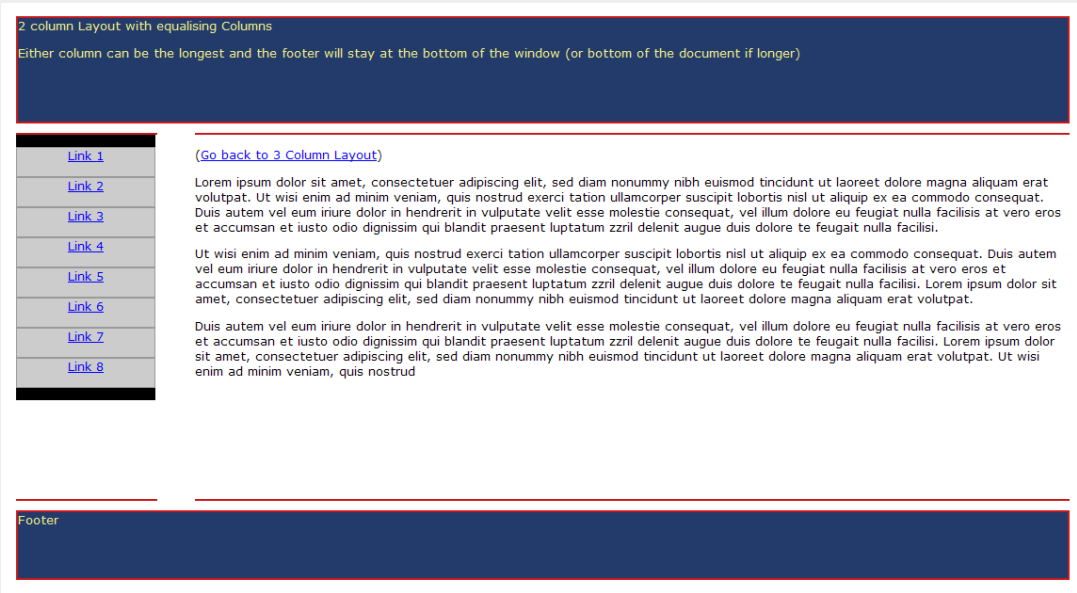 2 column Layout with equalising Columns
Either column can be the longest and the footer will stay at the bottom of the window (or bottom of the document if longer)
Link 1
Link 2
Link 3
Link 4
Link 5
Link 6
Link 7
Link 8
(Go back to 3 Column Layout)
Lorem ipsum dolor sit amet, consectetuer adipiscing elit, sed diam nonummy nibh euismod tincidunt ut laoreet dolore magna aliquam erat
volutpat. Ut wisi enim ad minim veniam, quis nostrud exerci tation ullamcorper suscipit lobortis nisl ut aliquip ex ea commodo consequat.
Duis autem vel eum iriure dolor in hendrerit in vulputate velit esse molestie consequat, vel illum dolore eu feugiat nulla facilisis at vero eros
et accumsan et iusto odio dignissim qui blandit praesent luptatum zzril delenit augue duis dolore te feugait nulla facilisi.
Ut wisi enim ad minim veniam, quis nostrud exerci tation ullamcorper suscipit lobortis nisl ut aliquip ex ea commodo consequat. Duis autem
vel eum iriure dolor in hendrerit in vulputate velit esse molestie consequat, vel illum dolore eu feugiat nulla facilisis at vero eros et
accumsan et iusto odio dignissim qui blandit praesent luptatum zzril delenit augue duis dolore te feugait nulla facilisi. Lorem ipsum dolor sit
amet, consectetuer adipiscing elit, sed diam nonummy nibh euismod tincidunt ut laoreet dolore magna aliquam erat volutpat.
Duis autem vel eum iriure dolor in hendrerit in vulputate velit esse molestie consequat, vel illum dolore eu feugiat nulla facilisis at vero eros
et accumsan et iusto odio dignissim qui blandit praesent luptatum zzril delenit augue duis dolore te feugait nulla facilisi. Lorem ipsum dolor
sit amet, consectetuer adipiscing elit, sed diam nonummy nibh euismod tincidunt ut laoreet dolore magna aliquam erat volutpat. Ut wisi
enim ad minim veniam, quis nostrud
Footer